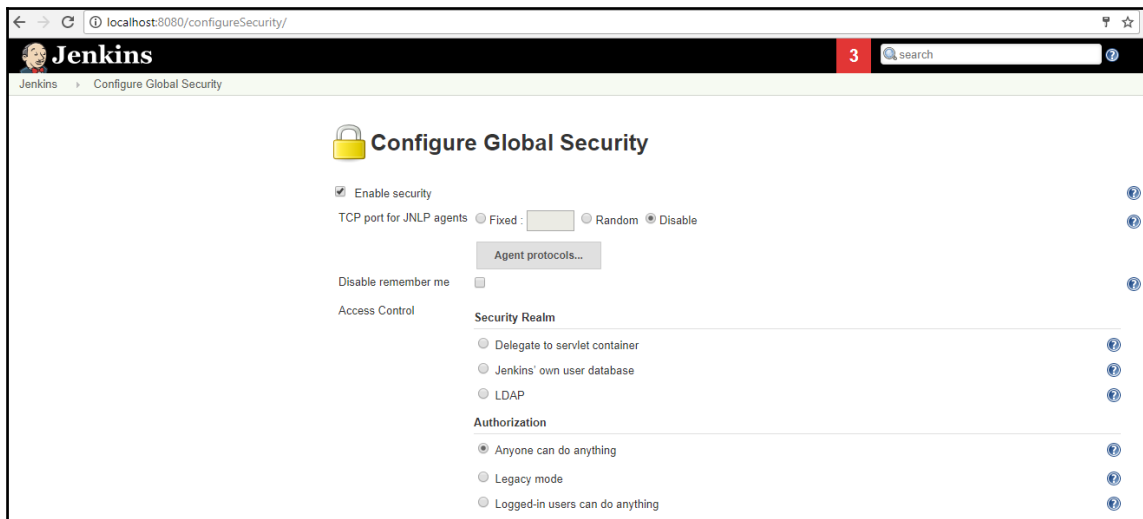 localhost:8080/configureSecurity/
Jenkins
3
search
Jenkins
Configure Global Security
Configure Global Security
Enable security
TCP port for JNLP agents Fixed : Random Disable
Agent protocols...
Disable remember me
Access Control
Security Realm
Delegate to servlet container
Jenkins' own user database
LDAP
Authorization
Anyone can do anything
Legacy mode
Logged-in users can do anything